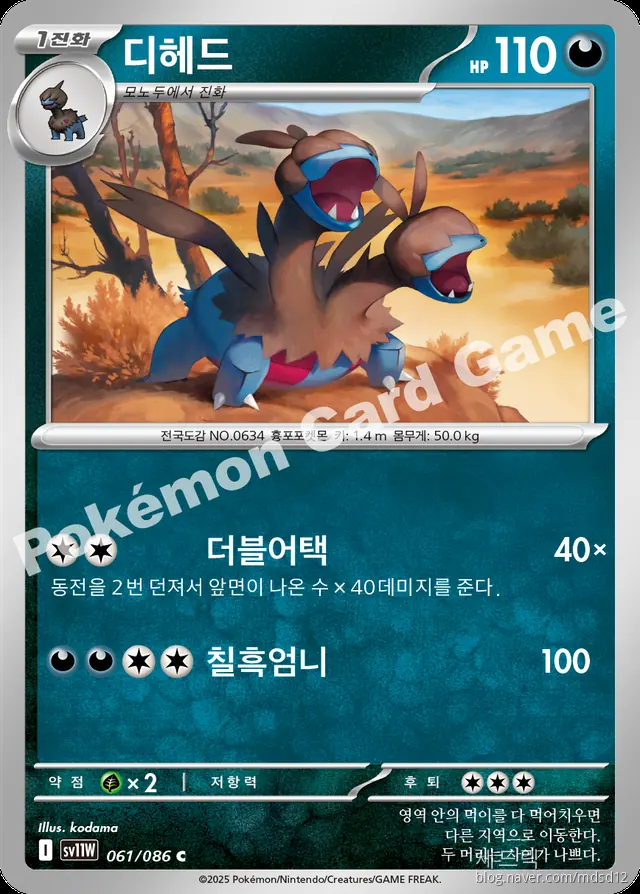 1진화
디헤드
HP 110
모노두에서 진화
전국도감 NO.0634 흉포포켓몬 키: 1.4 m 몸무게: 50.0 kg
Pokémon Card Game
더블어택 40×
동전을 2번 던져서 앞면이 나온 수 × 40데미지를 준다.
칠흑엄니 100
약점 ×2 저항력 후퇴
영역 안의 먹이를 다 먹어치우면
다른 지역으로 이동한다.
두 머리는 사이가 나쁘다.
Illus. kodama
I sv11W 061/086 C
©2025 Pokémon/Nintendo/Creatures/GAME FREAK.
blog.naver.com/mdsd12